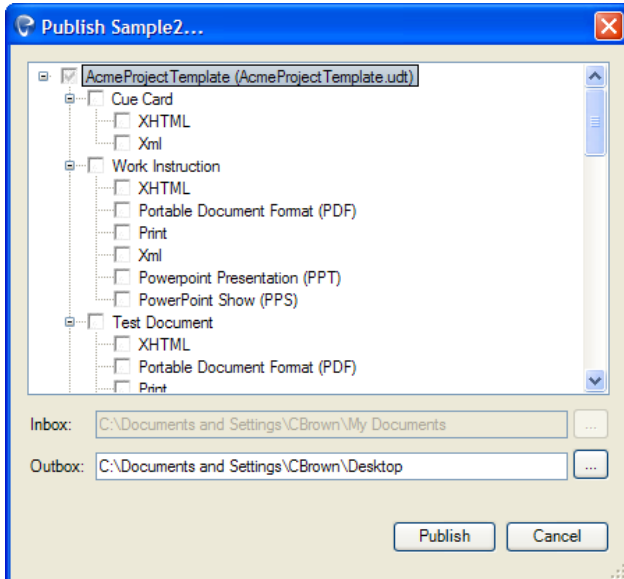 Publish Sample2...
AcmeProjectTemplate (AcmeProjectTemplate.udt)
Cue Card
XHTML
Xml
Work Instruction
XHTML
Portable Document Format (PDF)
Print
Xml
Powerpoint Presentation (PPT)
PowerPoint Show (PPS)
Test Document
XHTML
Portable Document Format (PDF)
Print
Inbox: C:\Documents and Settings\CBrown\My Documents ...
Outbox: C:\Documents and Settings\CBrown\Desktop ...
Publish Cancel